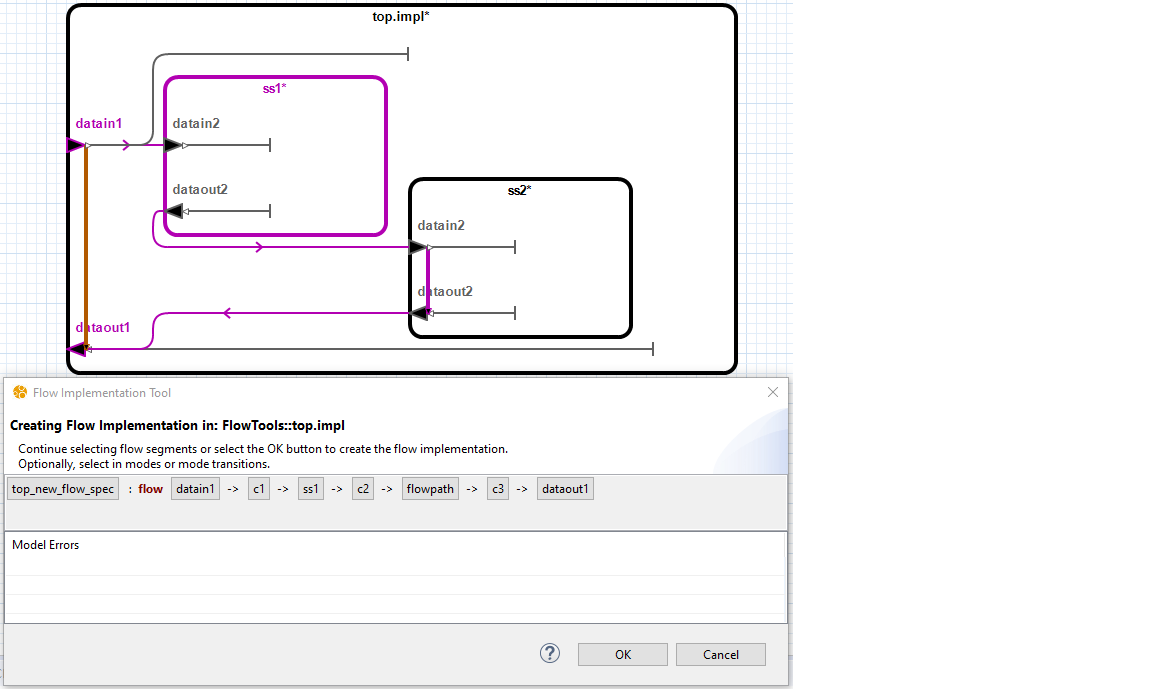 top.impl*
ss1*
datain1
datain2
dataout2
ss2*
datain2
dataout2
dataout1
Flow Implementation Tool
Creating Flow Implementation in: FlowTools::top.impl
Continue selecting flow segments or select the OK button to create the flow implementation.
Optionally, select in modes or mode transitions.
top_new_flow_spec : flow datain1 -> c1 -> ss1 -> c2 -> flowpath -> c3 -> dataout1
Model Errors
? OK Cancel